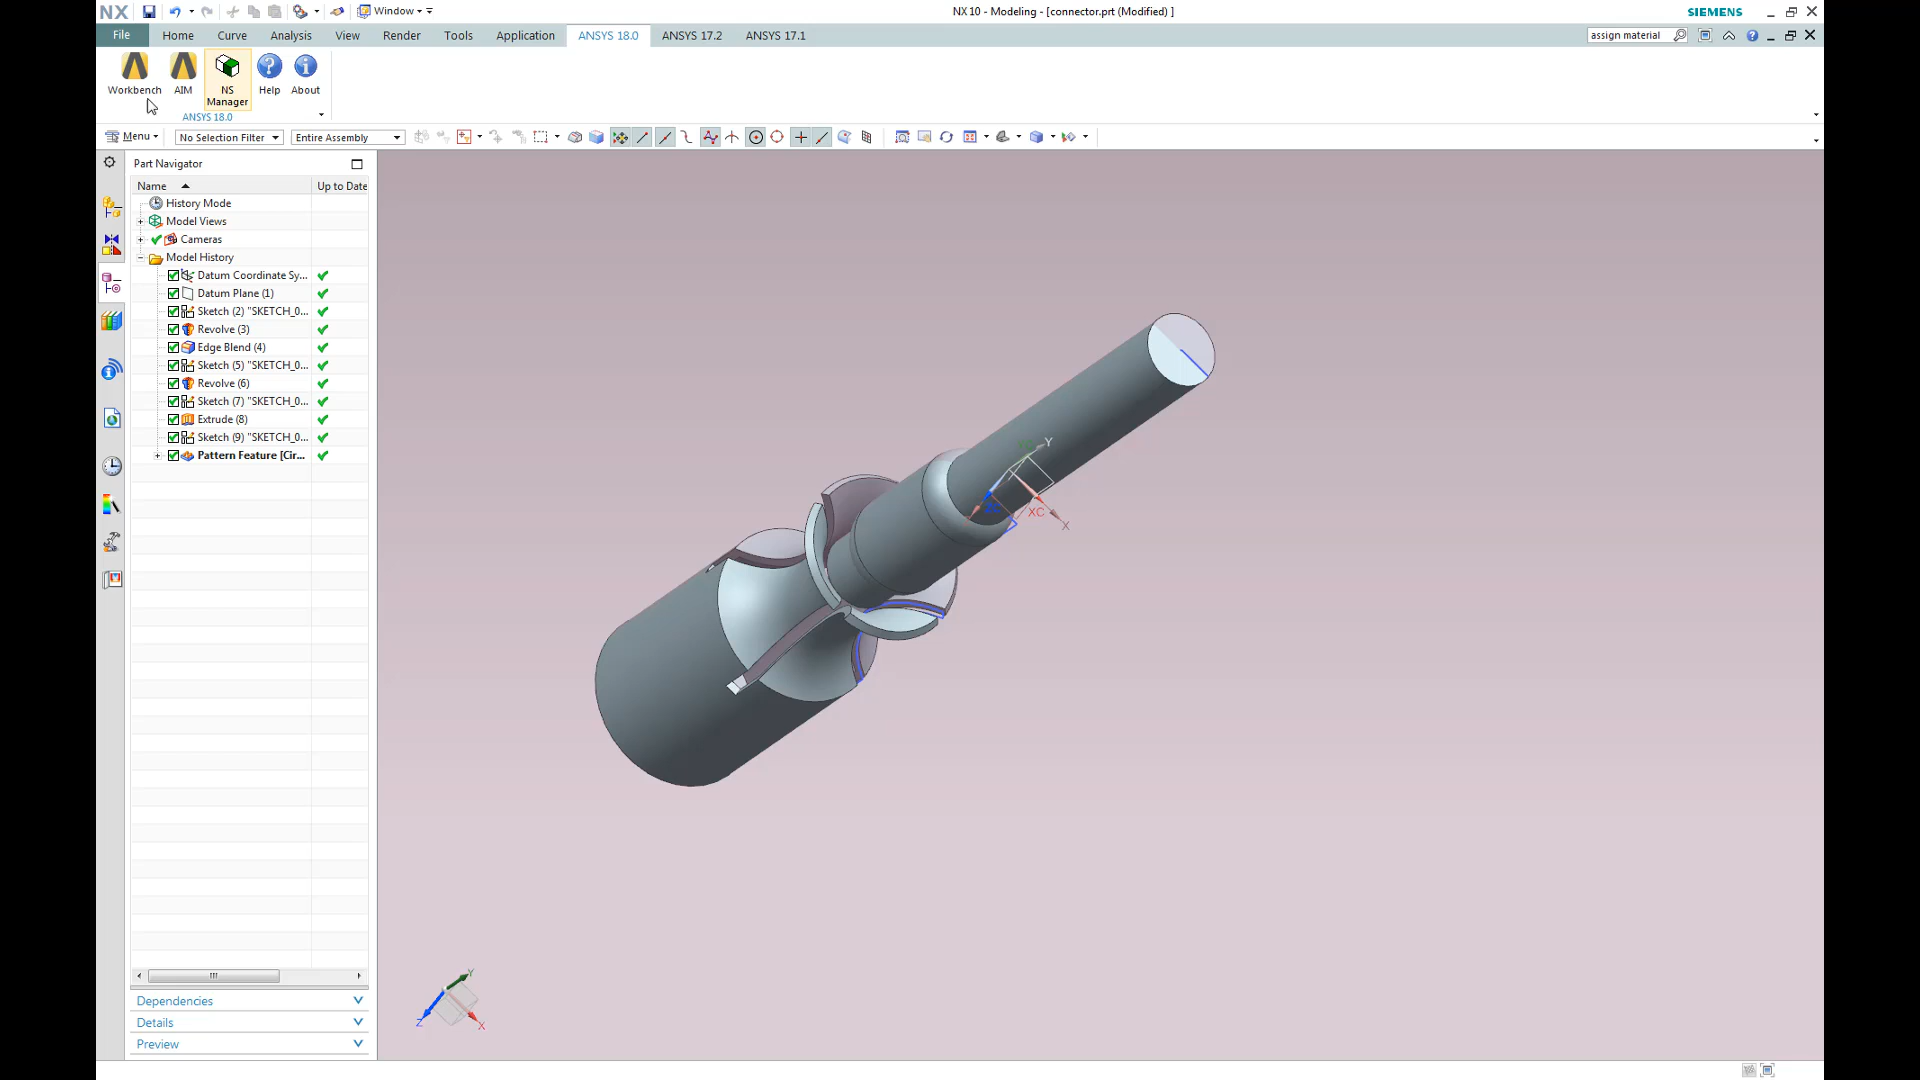 NX
Window
NX 10 - Modeling - [connector.prt (Modified) ]
SIEMENS
File
Home
Curve
Analysis
View
Render
Tools
Application
ANSYS 18.0
ANSYS 17.2
ANSYS 17.1
assign material
Workbench
AIM
NS Manager
Help
About
ANSYS 18.0
Menu
No Selection Filter
Entire Assembly
Part Navigator
Name
Up to Date
History Mode
Model Views
Cameras
Model History
Datum Coordinate Sy...
Datum Plane (1)
Sketch (2) "SKETCH_0...
Revolve (3)
Edge Blend (4)
Sketch (5) "SKETCH_0...
Revolve (6)
Sketch (7) "SKETCH_0...
Extrude (8)
Sketch (9) "SKETCH_0...
Pattern Feature [Cir...
Y
XC
X
Y
Z
X
Dependencies
Details
Preview